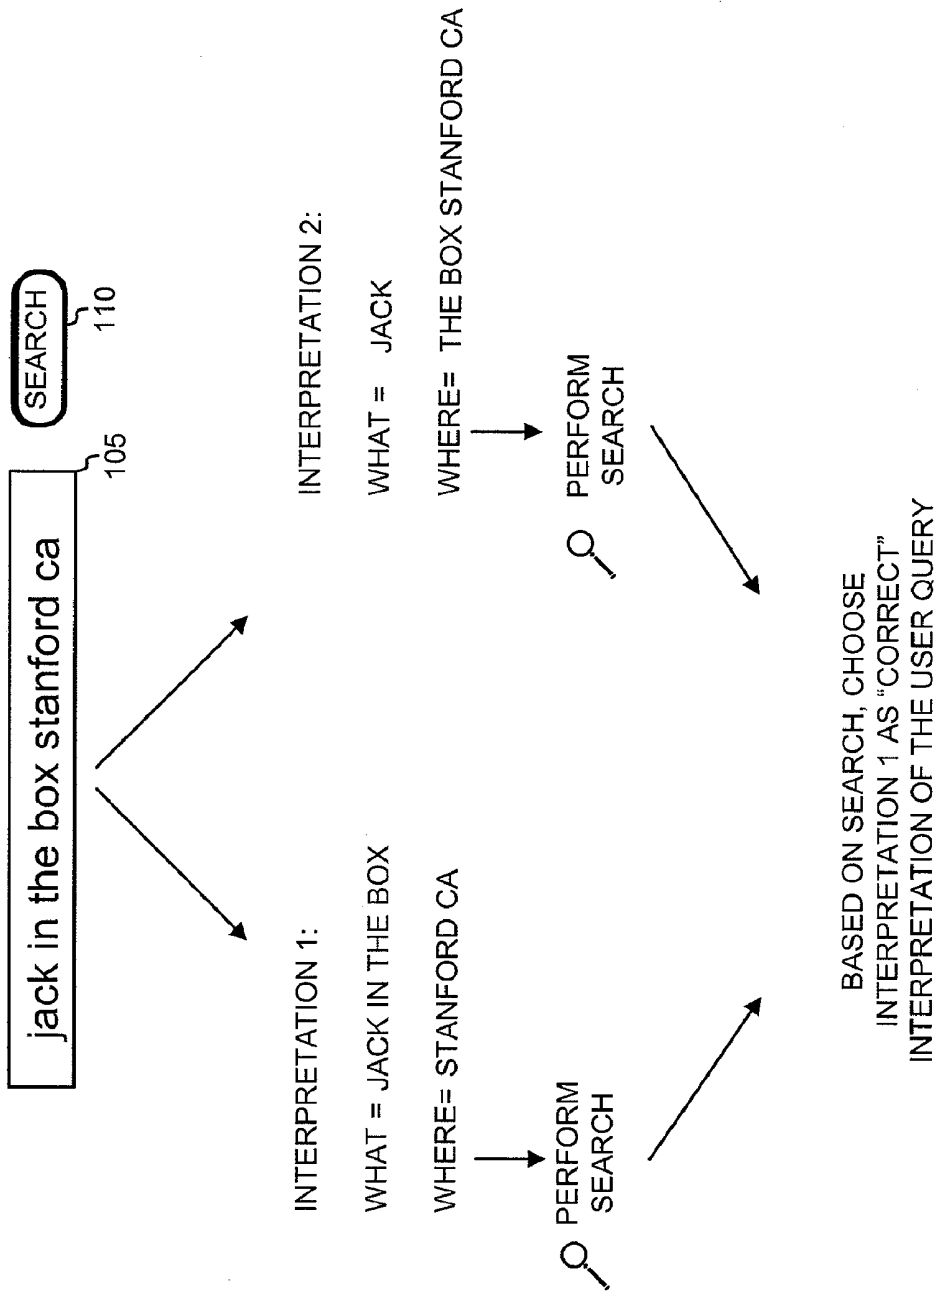 jack in the box stanford ca
SEARCH
105
110
INTERPRETATION 1:
WHAT = JACK IN THE BOX
WHERE= STANFORD CA
PERFORM
SEARCH
INTERPRETATION 2:
WHAT = JACK
WHERE= THE BOX STANFORD CA
PERFORM
SEARCH
BASED ON SEARCH, CHOOSE
INTERPRETATION 1 AS “CORRECT”
INTERPRETATION OF THE USER QUERY